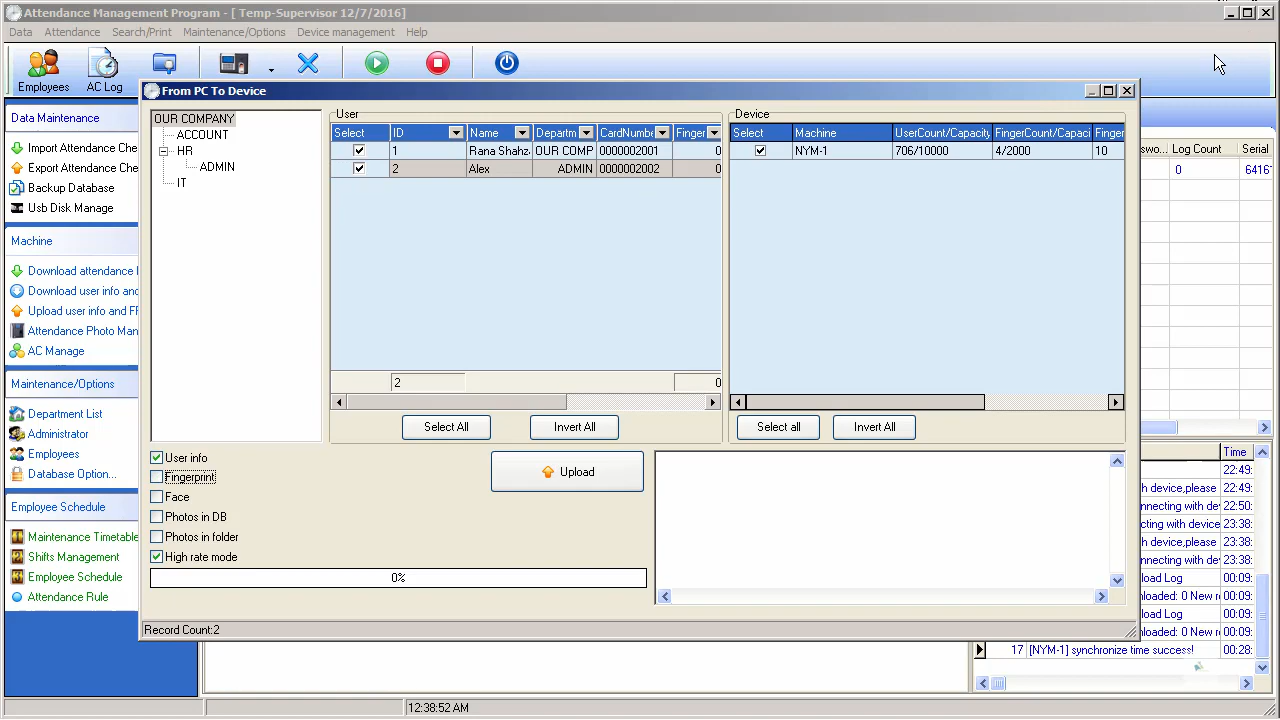 Attendance Management Program - [ Temp-Supervisor 12/7/2016]
Data Attendance Search/Print Maintenance/Options Device management Help
Employees
AC Log
From PC To Device
Data Maintenance
Import Attendance Che
Export Attendance Che
Backup Database
Usb Disk Manage
Machine
Download attendance l
Download user info and
Upload user info and FF
Attendance Photo Man
AC Manage
Maintenance/Options
Department List
Administrator
Employees
Database Option...
Employee Schedule
Maintenance Timetable
Shifts Management
Employee Schedule
Attendance Rule
OUR COMPANY
ACCOUNT
HR
ADMIN
IT
User
Select ID Name Departm CardNumbe Finger
1 Rana Shahz. OUR COMP 0000002001 0
2 Alex ADMIN 0000002002 0
2 0
Select All Invert All
Device
Select Machine UserCount/Capacity FingerCount/Capaci Finger
NYM-1 706/10000 4/2000 10
Select all Invert All
User info
Fingerprint
Face
Photos in DB
Photos in folder
High rate mode
Upload
0%
Record Count:2
swo... Log Count Serial
0 6416
Time
22:49:
h device,please 22:49:
nnecting with device 22:50:
ecting with device 23:38:
h device,please 23:38:
nnecting with devi 23:38:
load Log 00:09:
nloaded: 0 New r 00:09:
load Log 00:09:
nloaded: 0 New r 00:09:
17 [NYM-1] synchronize time success! 00:28:
12:38:52 AM